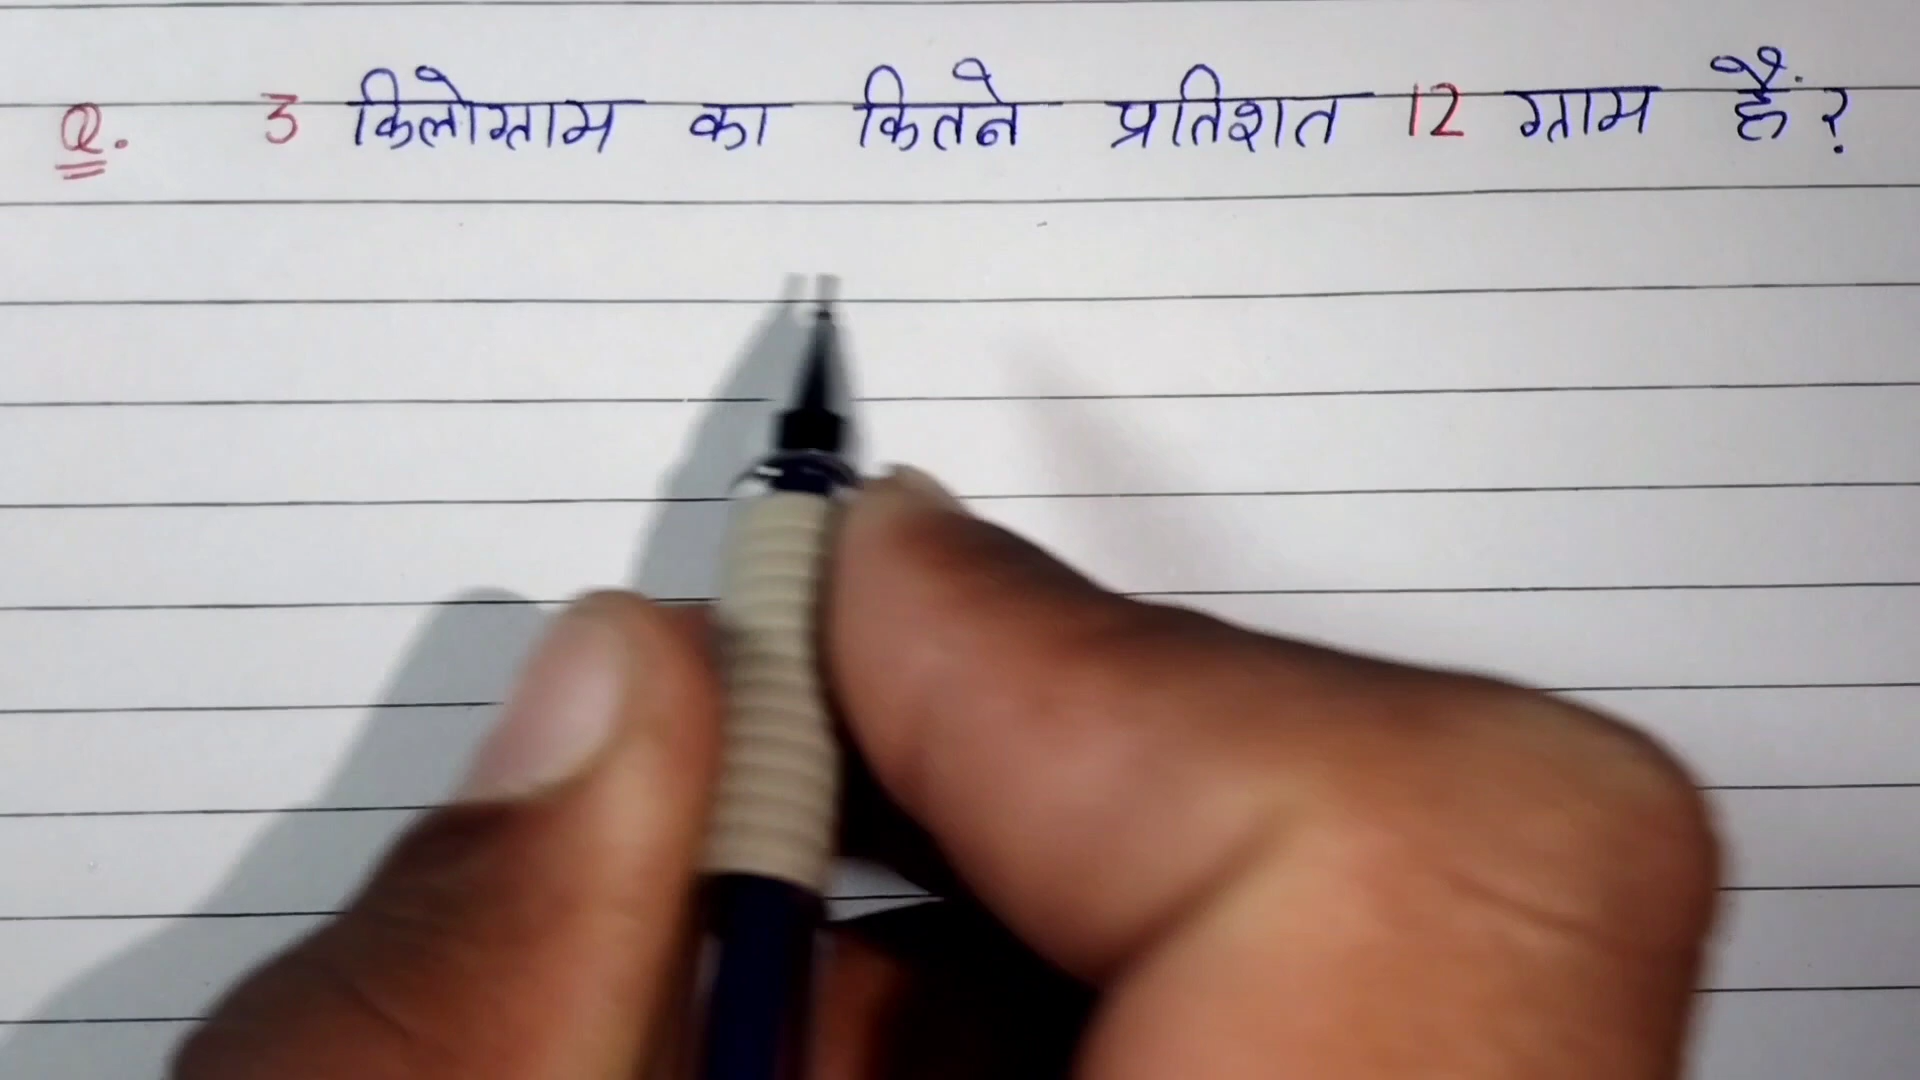 Q. 3 किलोग्राम का कितने प्रतिशत 12 ग्राम हैं?